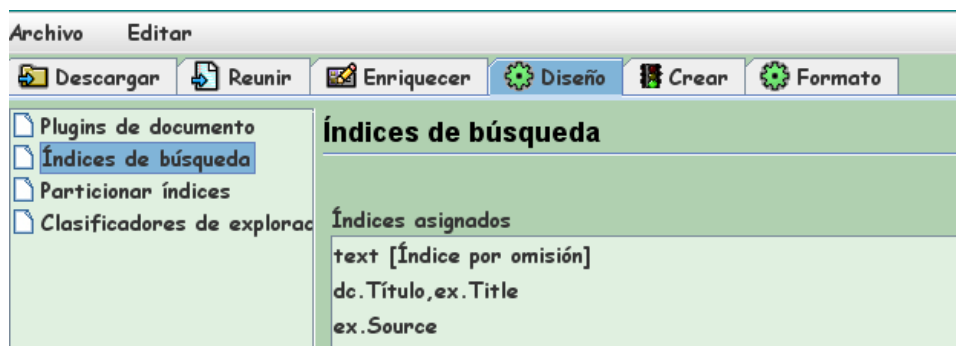 Archivo Editar
Descargar Reunir Enriquecer Diseño Crear Formato
Plugins de documento
Índices de búsqueda
Particionar índices
Clasificadores de explorac
Índices de búsqueda
Índices asignados
text [Índice por omisión]
dc.Título,ex.Title
ex.Source